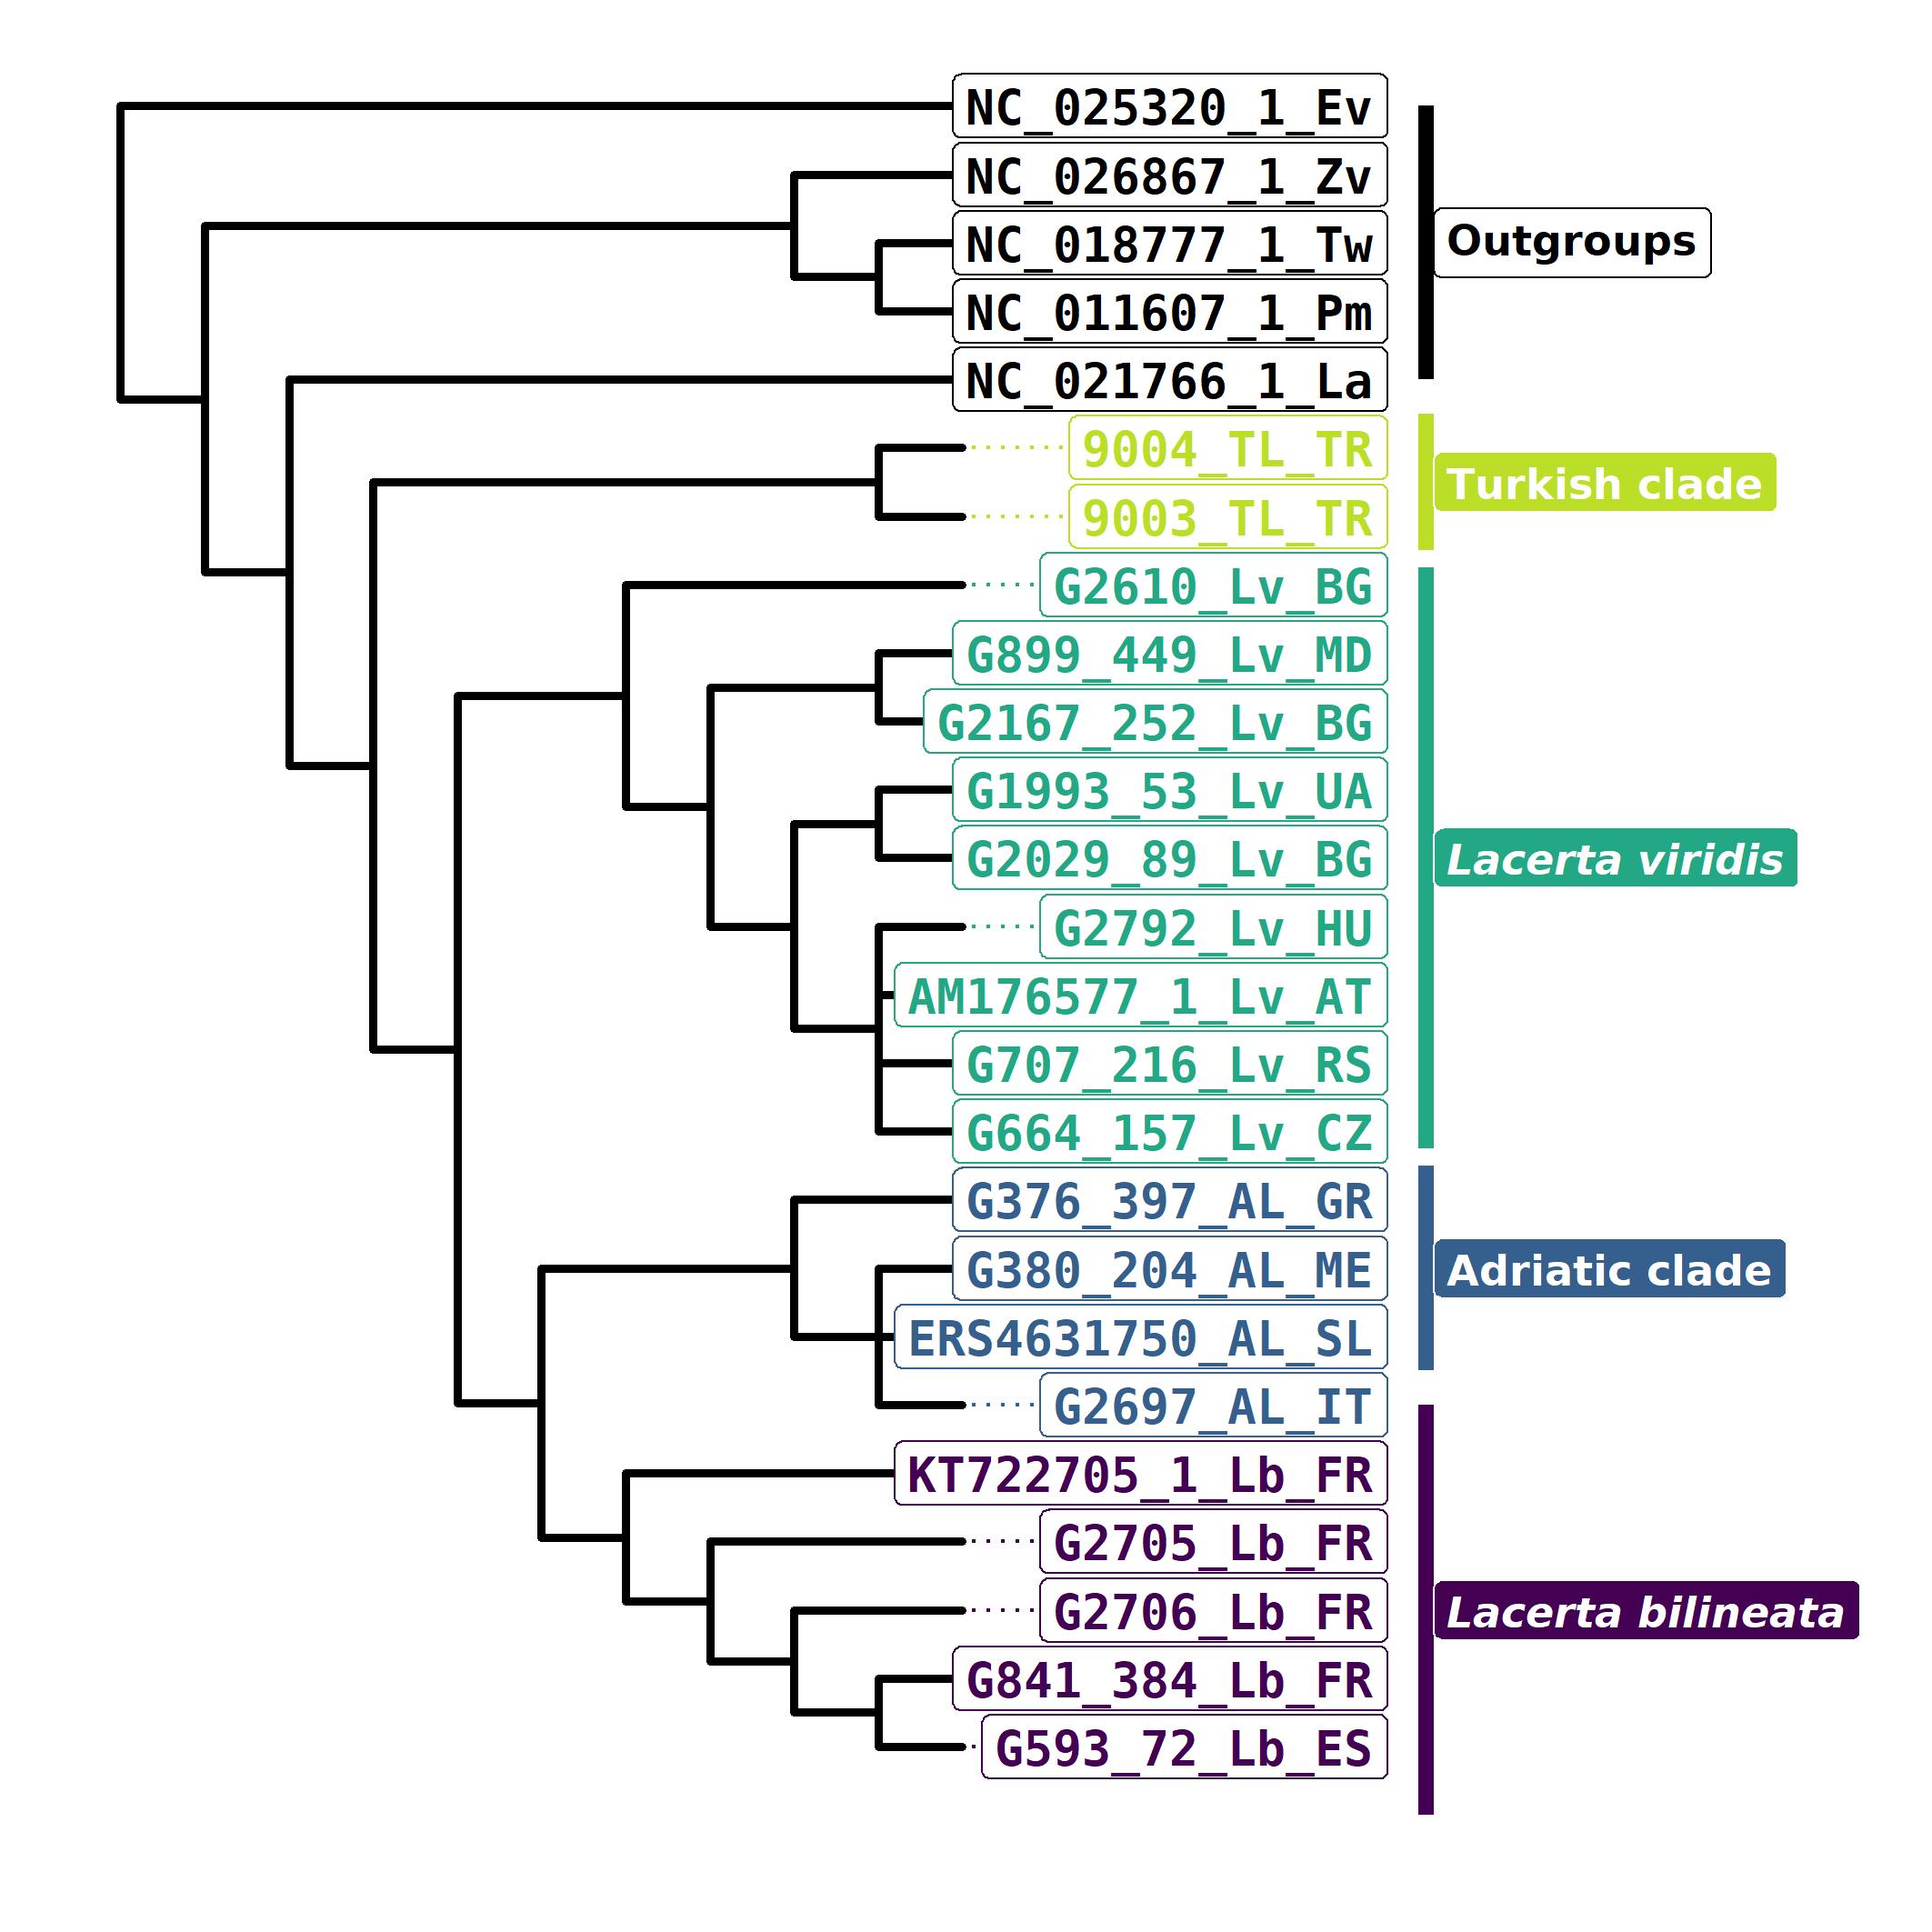 NC_025320_1_Ev
NC_026867_1_Zv
NC_018777_1_Tw
Outgroups
NC_011607_1_Pm
NC_021766_1_La
9004_TL_TR
Turkish clade
9003_TL_TR
G2610_Lv_BG
G899_449_Lv_MD
G2167_252_Lv_BG
G1993_53_Lv_UA
G2029_89_Lv_BG
Lacerta viridis
G2792_Lv_HU
AM176577_1_Lv_AT
G707_216_Lv_RS
G664_157_Lv_CZ
G376_397_AL_GR
G380_204_AL_ME
Adriatic clade
ERS4631750_AL_SL
G2697_AL_IT
KT722705_1_Lb_FR
G2705_Lb_FR
G2706_Lb_FR
Lacerta bilineata
G841_384_Lb_FR
G593_72_Lb_ES